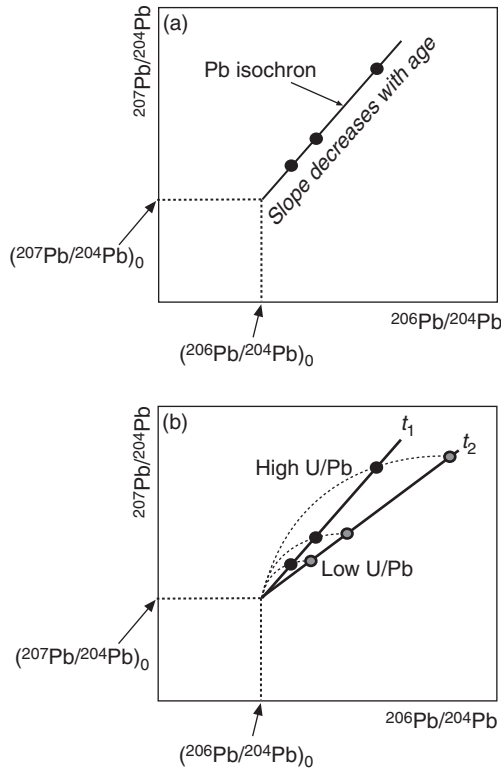 (a)
²⁰⁷Pb/²⁰⁴Pb
Pb isochron
Slope decreases with age
(²⁰⁷Pb/²⁰⁴Pb)₀
²⁰⁶Pb/²⁰⁴Pb
(²⁰⁶Pb/²⁰⁴Pb)₀
(b)
²⁰⁷Pb/²⁰⁴Pb
t₁
t₂
High U/Pb
Low U/Pb
(²⁰⁷Pb/²⁰⁴Pb)₀
²⁰⁶Pb/²⁰⁴Pb
(²⁰⁶Pb/²⁰⁴Pb)₀